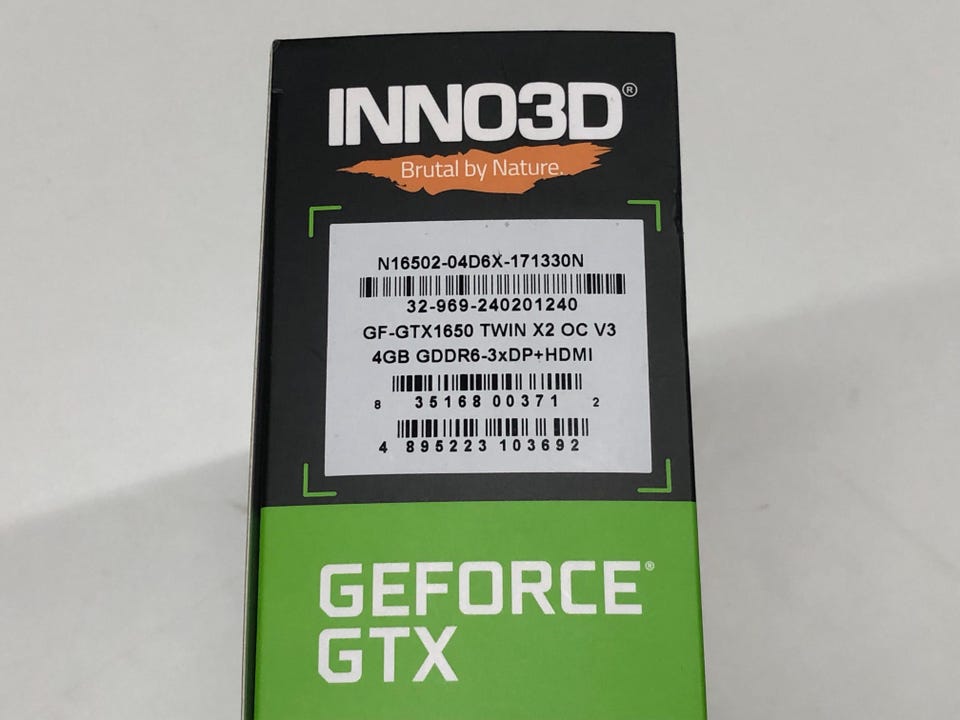 INNO3D®
Brutal by Nature.
N16502-04D6X-171330N
32-969-240201240
GF-GTX1650 TWIN X2 OC V3
4GB GDDR6-3xDP+HDMI
8 35168 00371 2
4 895223 103692
GEFORCE®
GTX